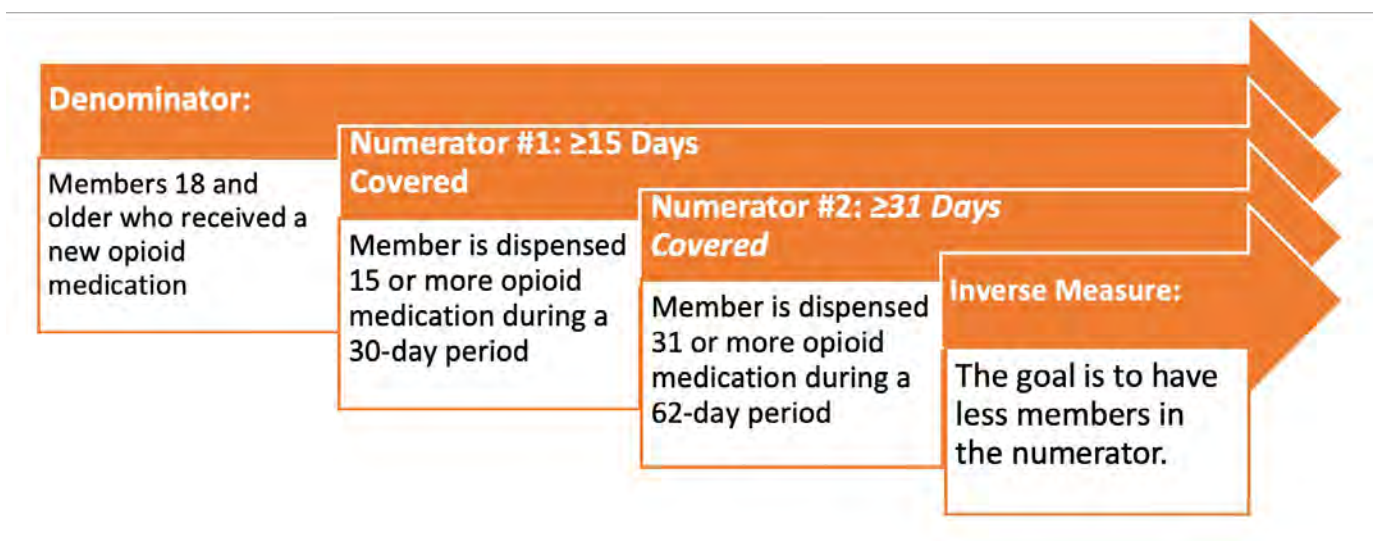 Denominator:
Members 18 and
older who received a
new opioid
medication
Numerator #1: ≥15 Days
Covered
Member is dispensed
15 or more opioid
medication during a
30-day period
Numerator #2: ≥31 Days
Covered
Member is dispensed
31 or more opioid
medication during a
62-day period
Inverse Measure:
The goal is to have
less members in
the numerator.